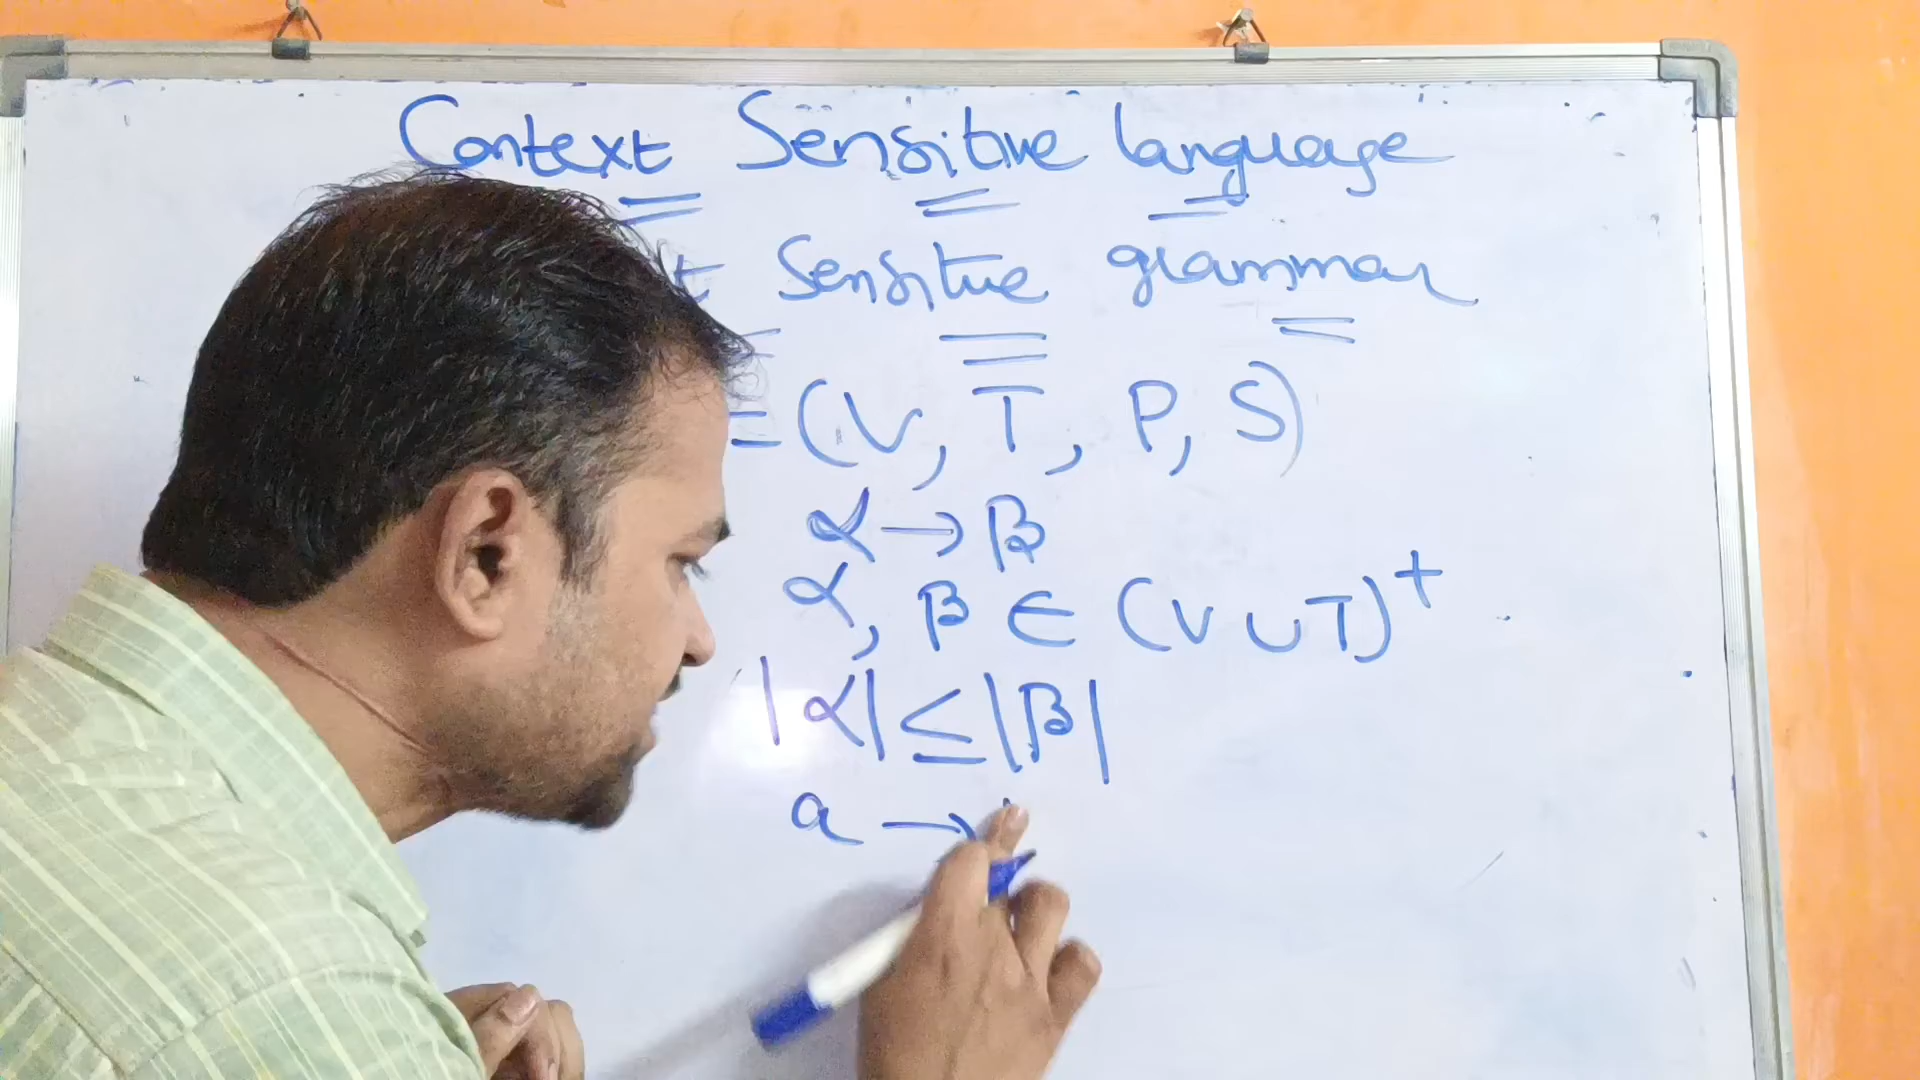 Context Sensitive language
Sensitive grammar
= (V, T, P, S)
α → β
α, β ∈ (V ∪ T)⁺
|α| ≤ |β|
a →